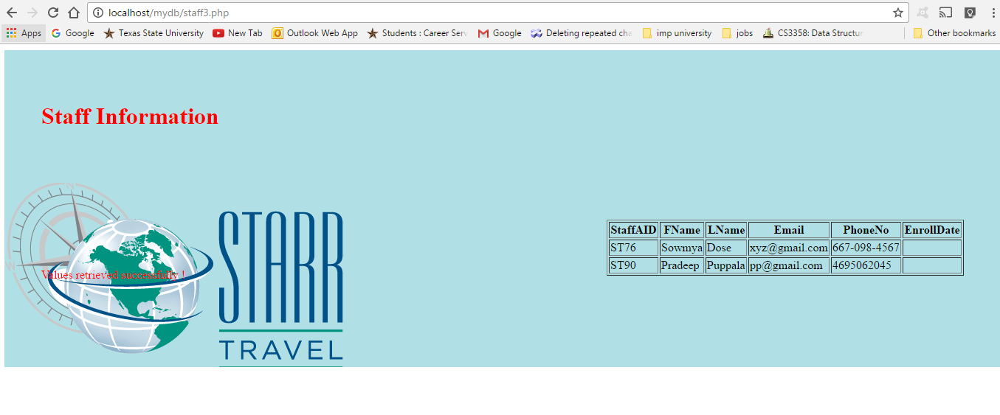 localhost/mydb/staff3.php
Apps Google Texas State University New Tab Outlook Web App Students : Career Serv Google Deleting repeated cha imp university jobs CS3358: Data Structur Other bookmarks
Staff Information
StaffAID FName LName Email PhoneNo EnrollDate
ST76 Sowmya Dose xyz@gmail.com 667-098-4567
ST90 Pradeep Puppala pp@gmail.com 4695062045
Values retrieved successfully !
STARR
TRAVEL